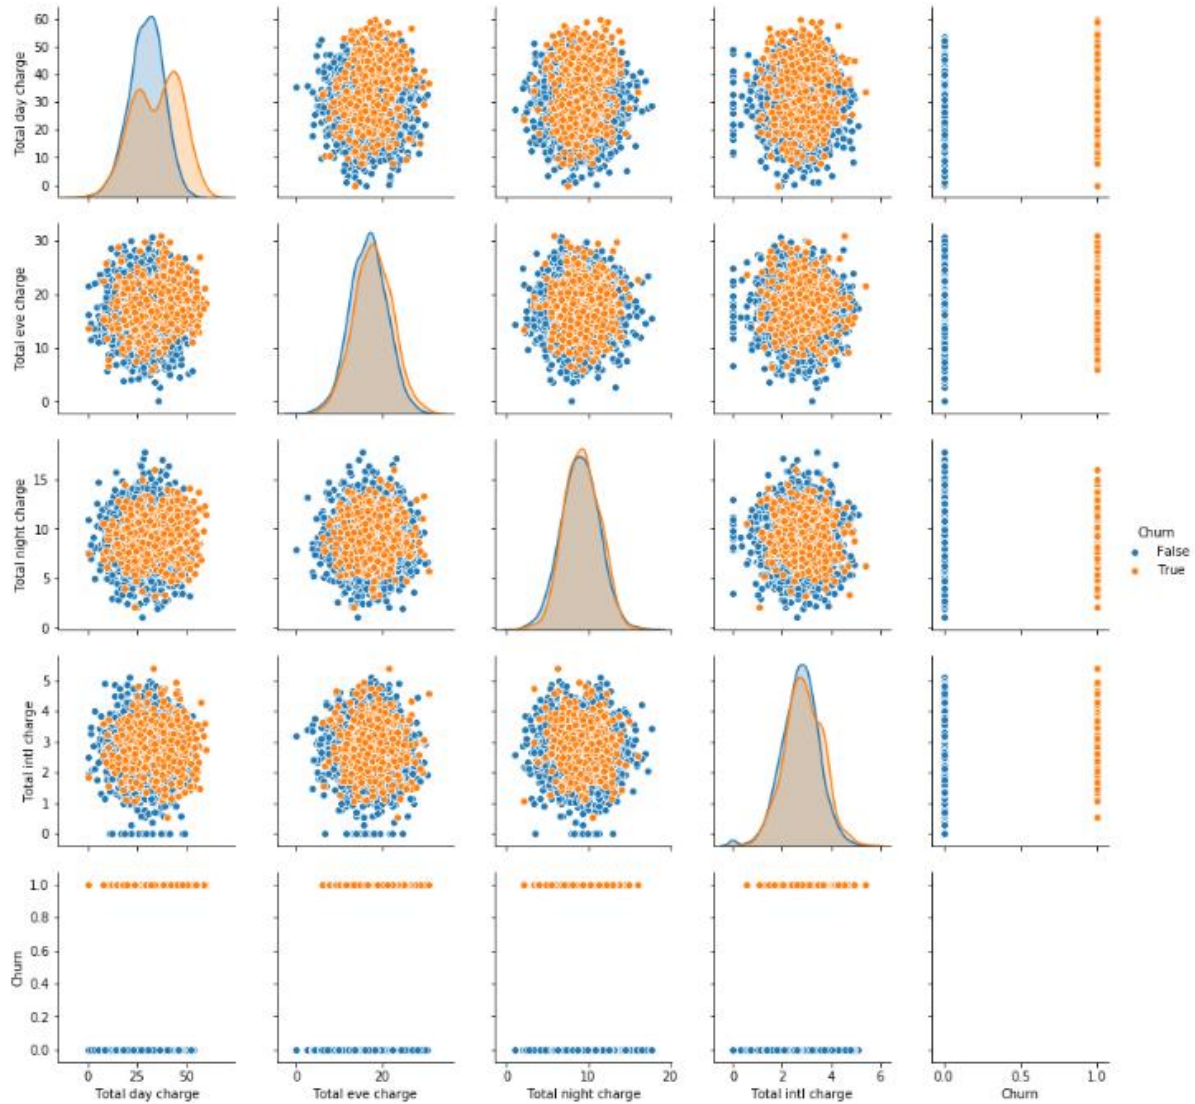 60
50
40
30
20
10
0
Total day charge
30
20
10
0
Total eve charge
15
10
5
0
Total night charge
Churn
False
True
5
4
3
2
1
0
Total intl charge
1.0
0.8
0.6
0.4
0.2
0.0
Churn
0 25 50
Total day charge
0 20
Total eve charge
0 10 20
Total night charge
0 2 4 6
Total intl charge
0.0 0.5 1.0
Churn